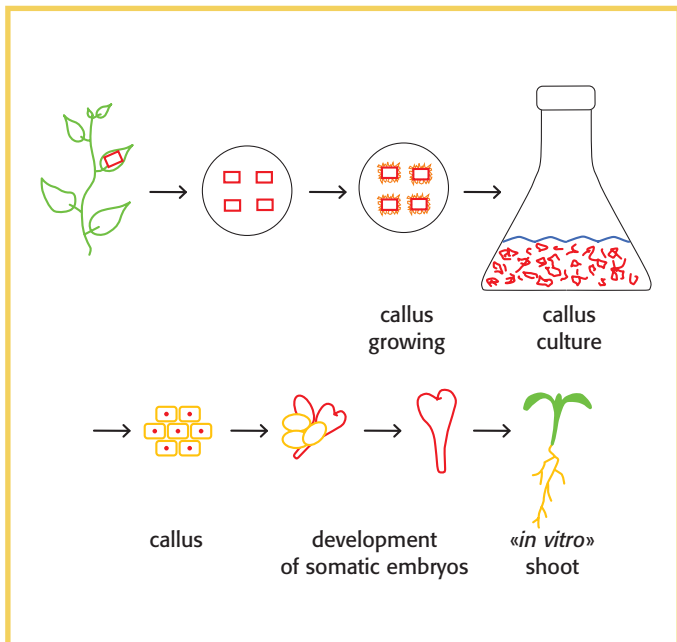 callus
growing
callus
culture
callus
development
of somatic embryos
«in vitro»
shoot